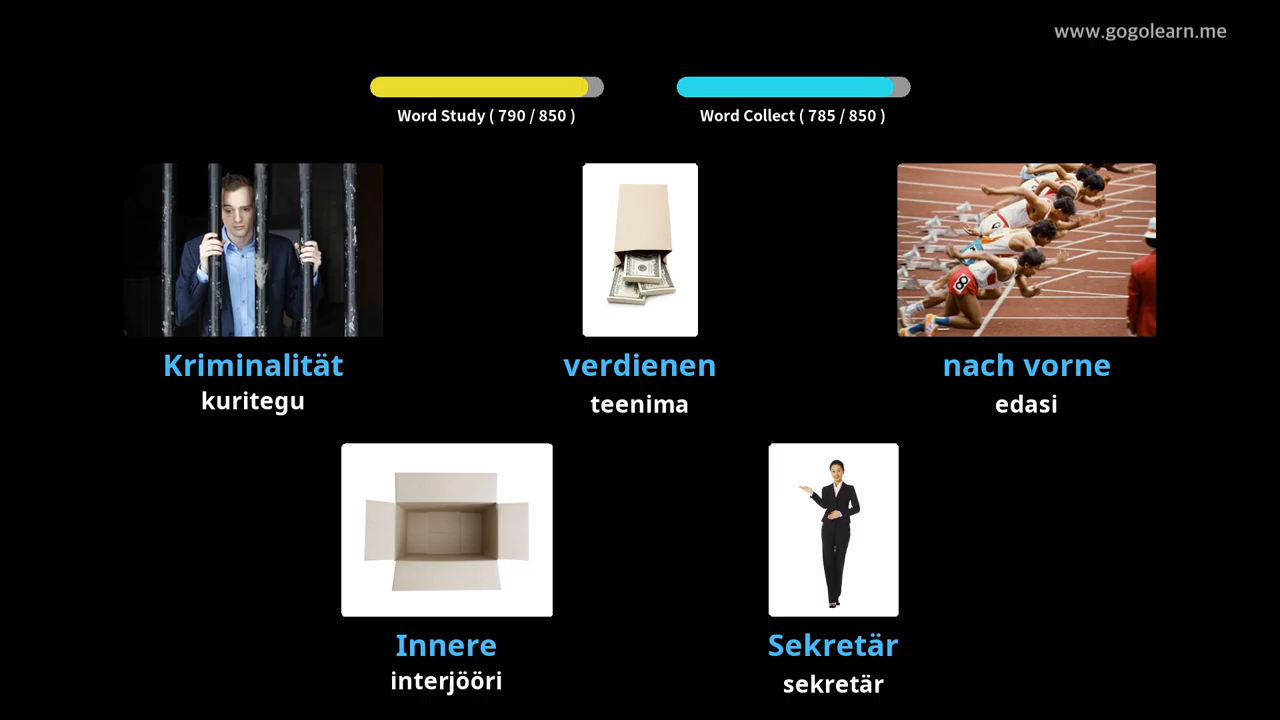 www.gogolearn.me
Word Study ( 790 / 850 )
Word Collect ( 785 / 850 )
Kriminalität
kuritegu
verdienen
teenima
8
nach vorne
edasi
Innere
interjööri
Sekretär
sekretär